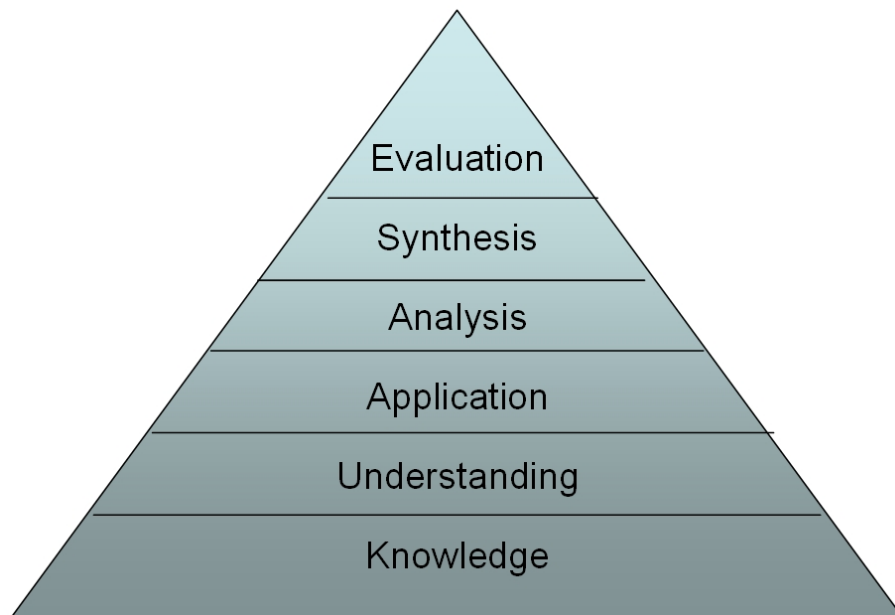 Evaluation
Synthesis
Analysis
Application
Understanding
Knowledge